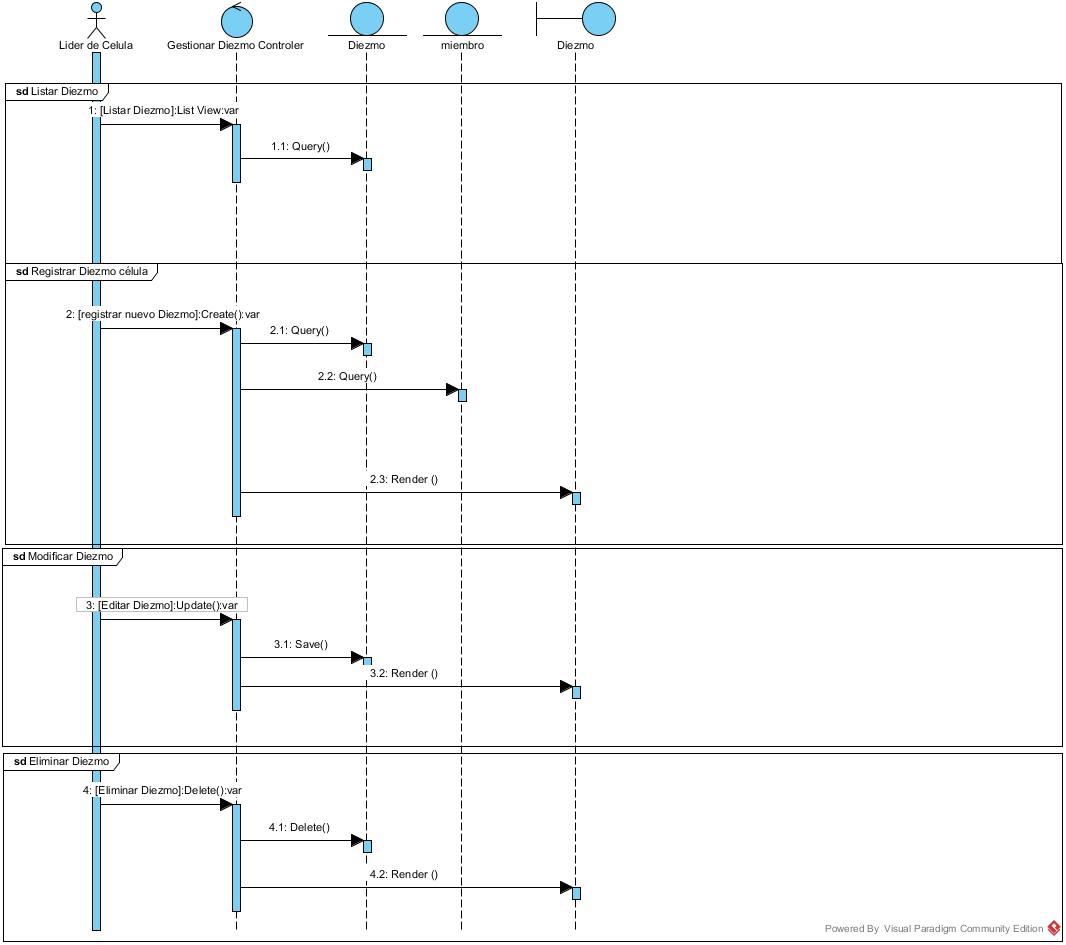 Lider de Celula
Gestionar Diezmo Controler
Diezmo
miembro
Diezmo
sd Listar Diezmo
1: [Listar Diezmo]:List View:var
1.1: Query()
sd Registrar Diezmo célula
2: [registrar nuevo Diezmo]:Create():var
2.1: Query()
2.2: Query()
2.3: Render ()
sd Modificar Diezmo
3: [Editar Diezmo]:Update():var
3.1: Save()
3.2: Render ()
sd Eliminar Diezmo
4: [Eliminar Diezmo]:Delete():var
4.1: Delete()
4.2: Render ()
Powered By Visual Paradigm Community Edition